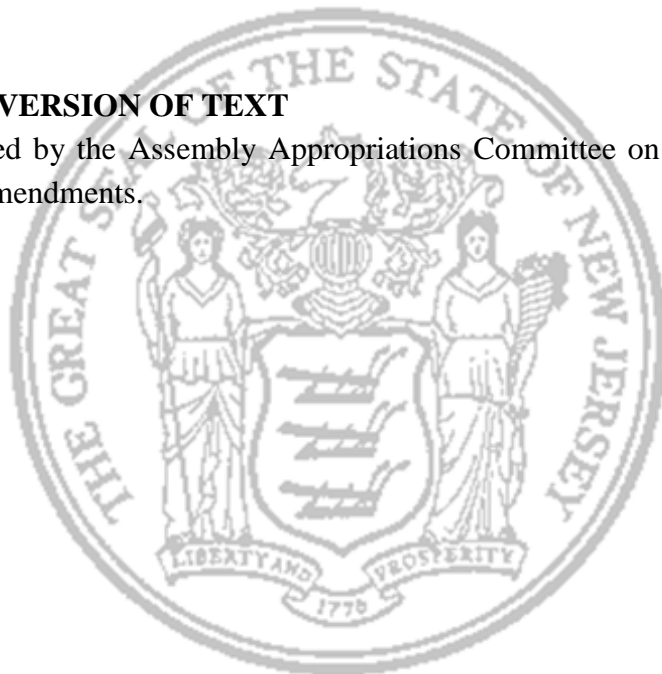 VERSION OF TEXT
ed by the Assembly Appropriations Committee on
mendments.
THE GREAT SEAL OF THE STATE OF NEW JERSEY
LIBERTY AND PROSPERITY
1776